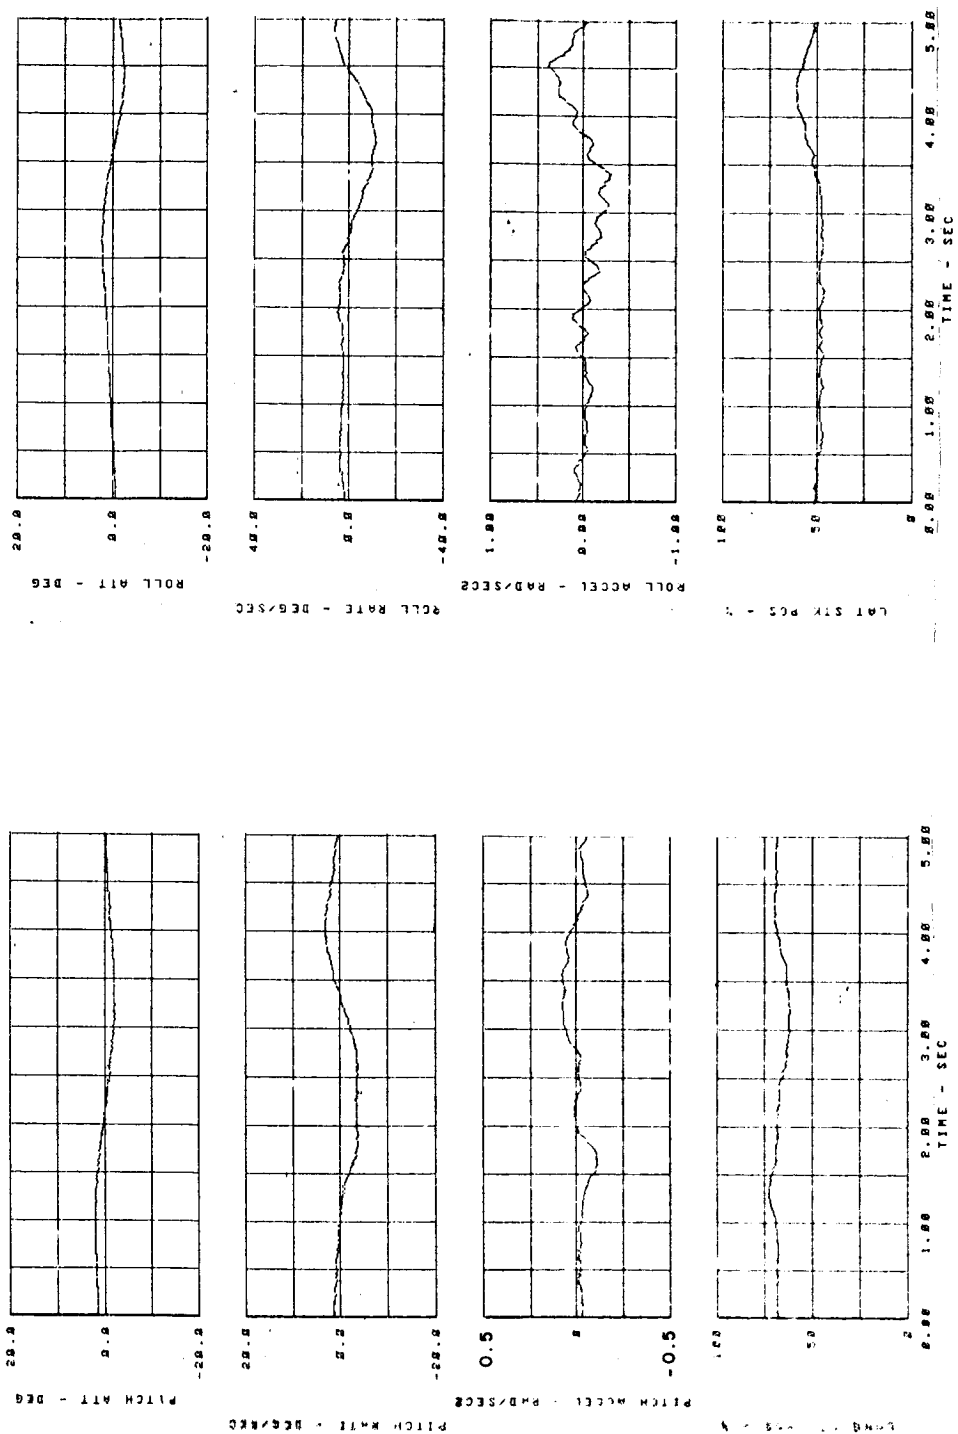 ROLL ATT - DEG
20.0
0.0
-20.0
ROLL RATE - DEG/SEC
40.0
0.0
-40.0
ROLL ACCEL - RAD/SEC2
1.00
0.00
-1.00
LAT STK POS - %
100
50
0
0.00 1.00 2.00 3.00 4.00 5.00
TIME - SEC
PITCH ATT - DEG
20.0
0.0
-20.0
PITCH RATE - DEG/SEC
20.0
0.0
-20.0
PITCH ACCEL - RAD/SEC2
0.5
0
-0.5
100
50
0.00 1.00 2.00 3.00 4.00 5.00
TIME - SEC